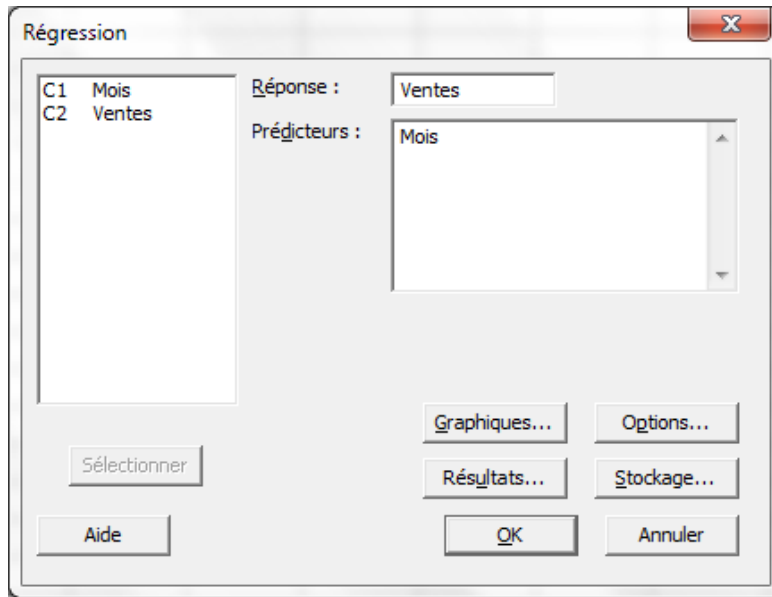 Régression
C1 Mois
C2 Ventes
Réponse :
Ventes
Prédicteurs :
Mois
Graphiques...
Options...
Sélectionner
Résultats...
Stockage...
Aide
OK
Annuler